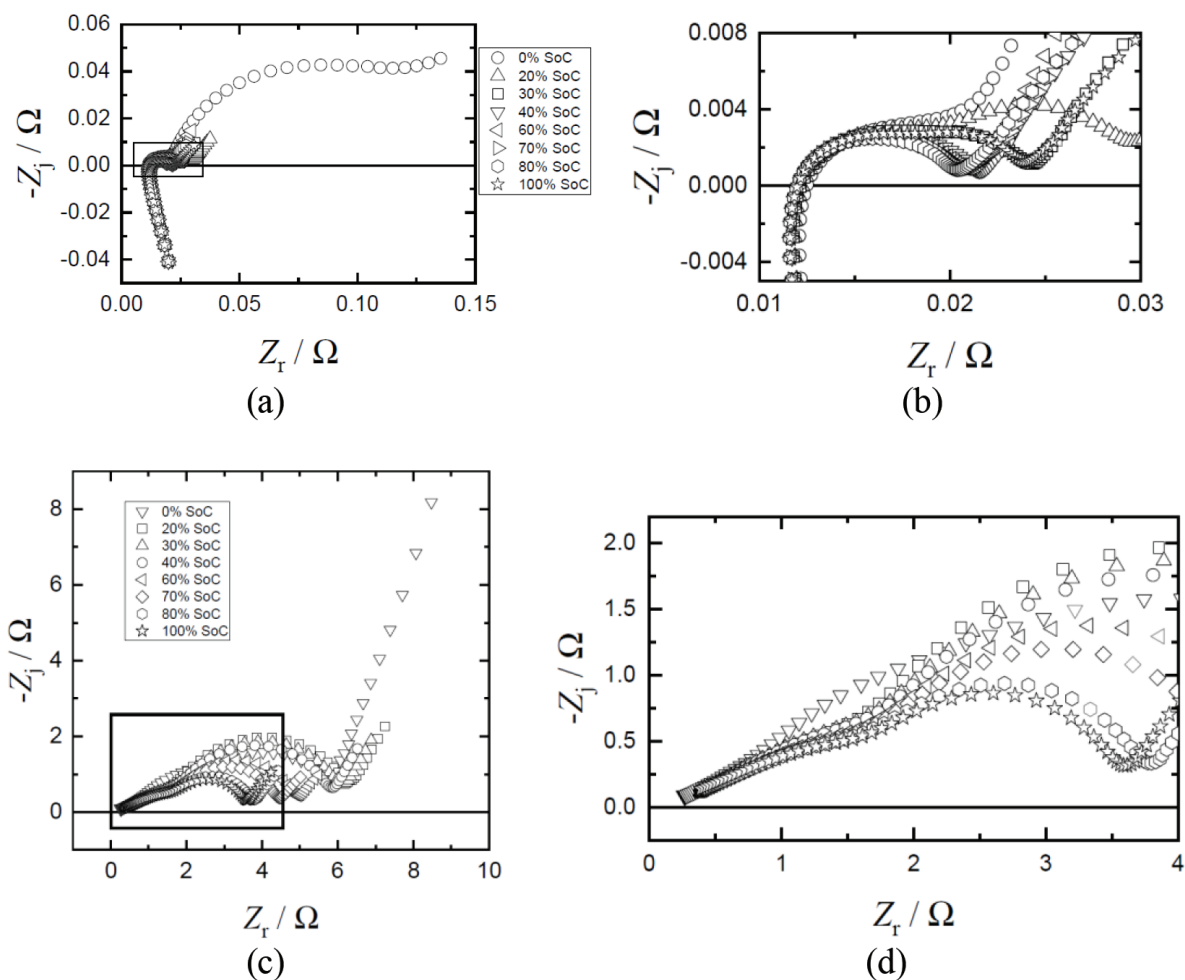 0.06
0.04
0.02
0.00
-0.02
-0.04
-Zj / Ω
0.00
0.05
0.10
0.15
Zr / Ω
(a)
0% SoC
20% SoC
30% SoC
40% SoC
60% SoC
70% SoC
80% SoC
100% SoC
0.008
0.004
0.000
-0.004
-Zj / Ω
0.01
0.02
0.03
Zr / Ω
(b)
8
6
4
2
0
-Zj / Ω
0% SoC
20% SoC
30% SoC
40% SoC
60% SoC
70% SoC
80% SoC
100% SoC
0
2
4
6
8
10
Zr / Ω
(c)
2.0
1.5
1.0
0.5
0.0
-Zj / Ω
0
1
2
3
4
Zr / Ω
(d)